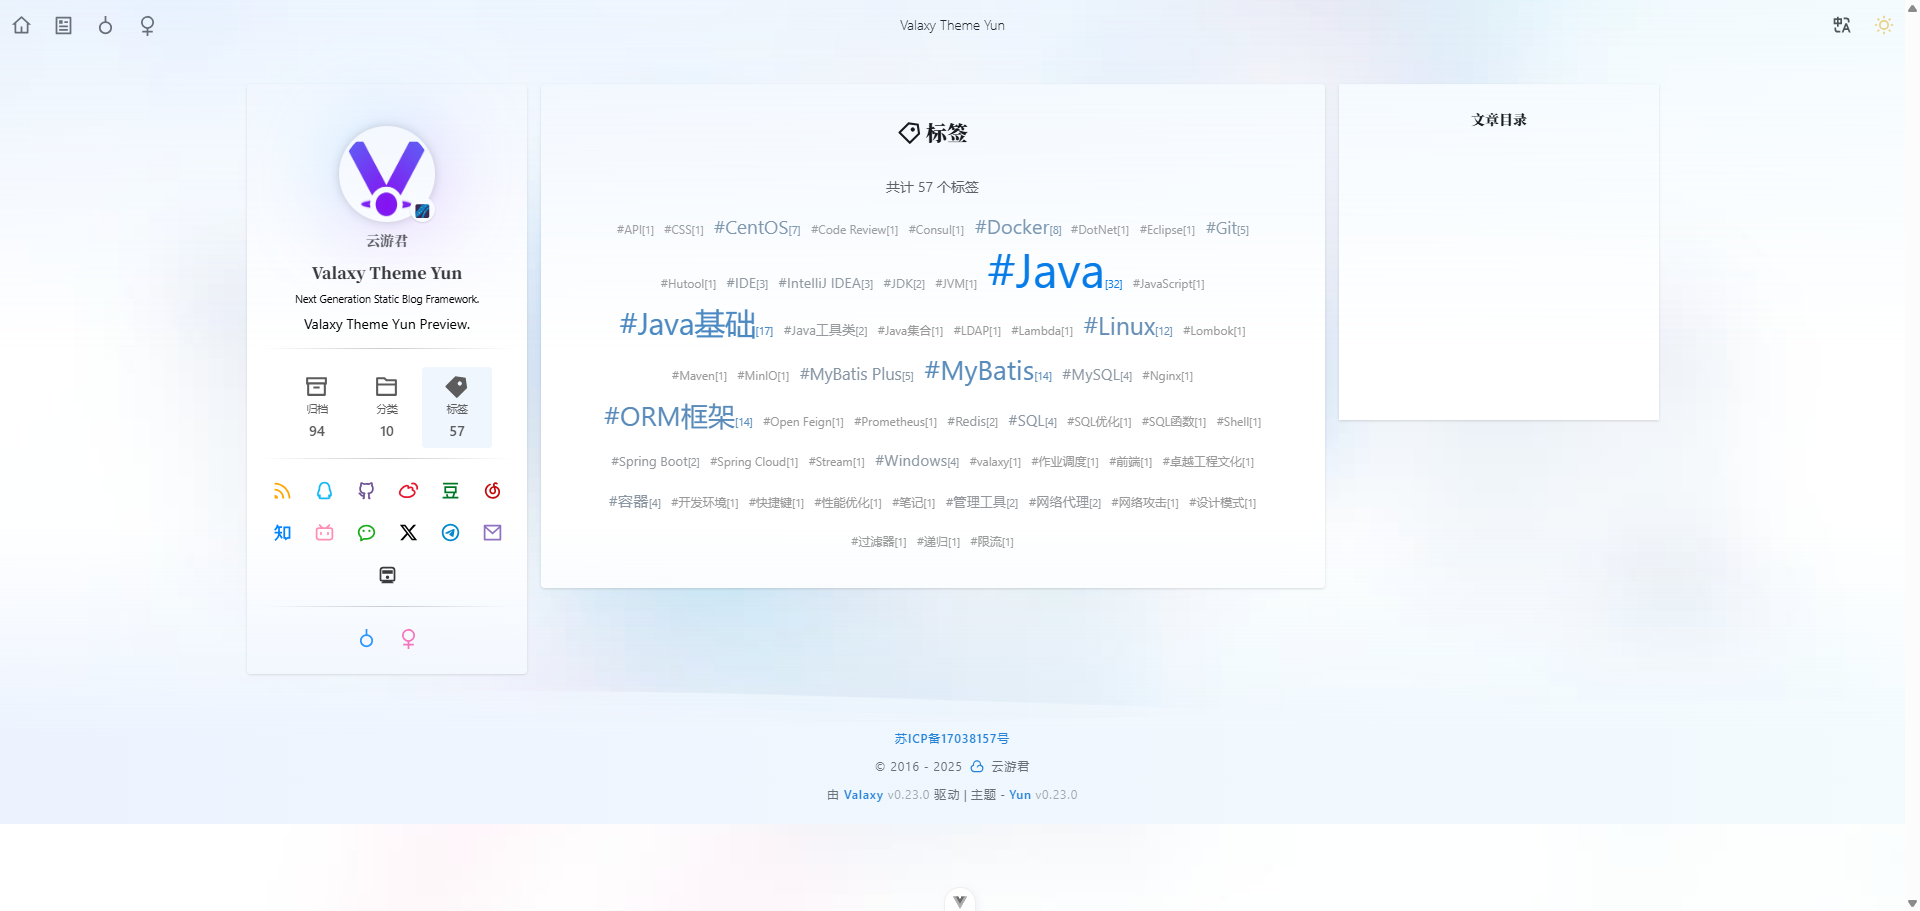 Valaxy Theme Yun
云游君
Valaxy Theme Yun
Next Generation Static Blog Framework.
Valaxy Theme Yun Preview.
归档 分类 标签
94 10 57
知
标签
共计 57 个标签
#API[1] #CSS[1] #CentOS[7] #Code Review[1] #Consul[1] #Docker[8] #DotNet[1] #Eclipse[1] #Git[5]
#Hutool[1] #IDE[3] #IntelliJ IDEA[3] #JDK[2] #JVM[1] #Java[32] #JavaScript[1]
#Java基础[17] #Java工具类[2] #Java集合[1] #LDAP[1] #Lambda[1] #Linux[12] #Lombok[1]
#Maven[1] #MinIO[1] #MyBatis Plus[5] #MyBatis[14] #MySQL[4] #Nginx[1]
#ORM框架[14] #Open Feign[1] #Prometheus[1] #Redis[2] #SQL[4] #SQL优化[1] #SQL函数[1] #Shell[1]
#Spring Boot[2] #Spring Cloud[1] #Stream[1] #Windows[4] #valaxy[1] #作业调度[1] #前端[1] #卓越工程文化[1]
#容器[4] #开发环境[1] #快捷键[1] #性能优化[1] #笔记[1] #管理工具[2] #网络代理[2] #网络攻击[1] #设计模式[1]
#过滤器[1] #递归[1] #限流[1]
文章目录
苏ICP备17038157号
© 2016 - 2025 云游君
由 Valaxy v0.23.0 驱动 | 主题 - Yun v0.23.0